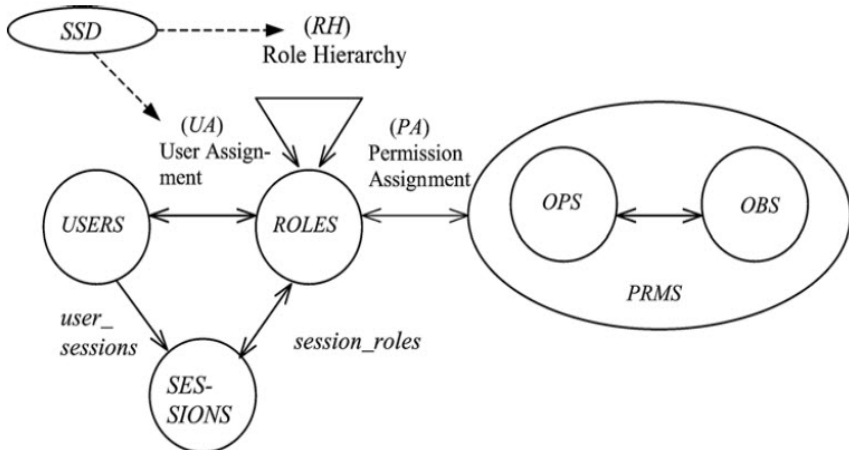 SSD
(RH)
Role Hierarchy
(UA)
User Assign-
ment
(PA)
Permission
Assignment
USERS
ROLES
OPS
OBS
PRMS
user_
sessions
session_roles
SES-
SIONS